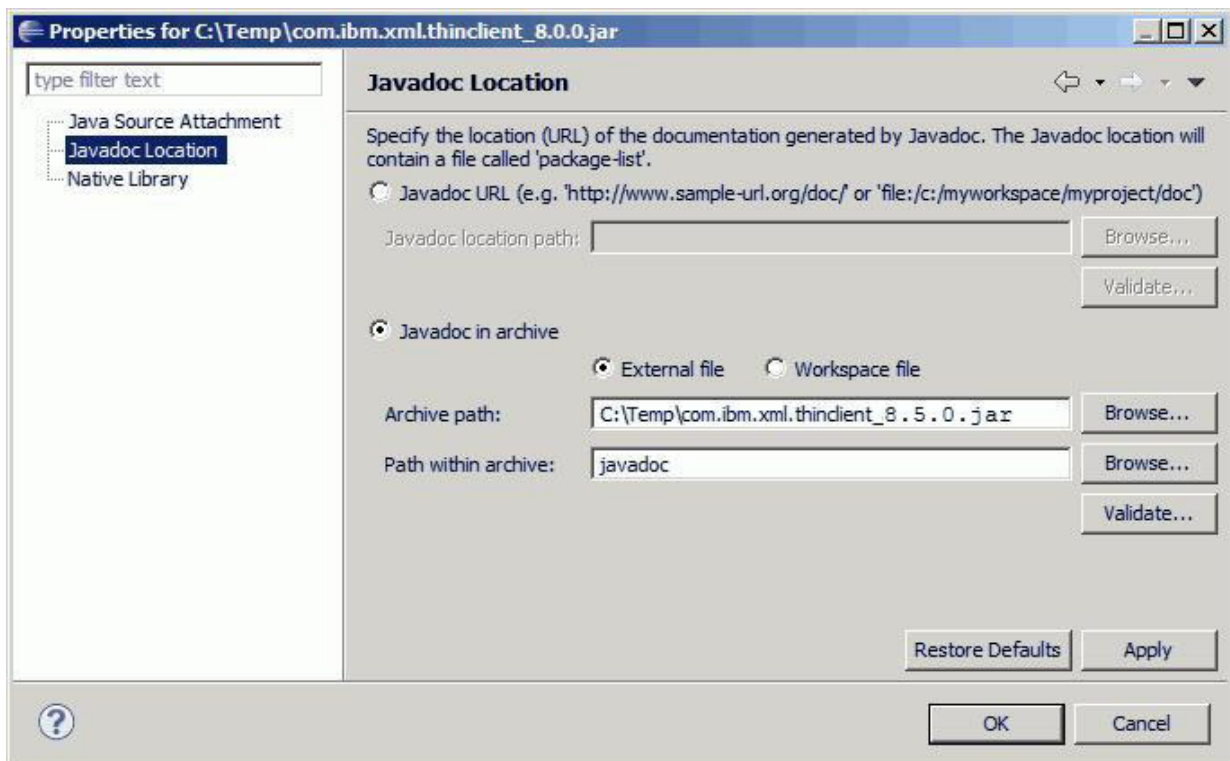 Properties for C:\Temp\com.ibm.xml.thinclient_8.0.0.jar
type filter text
Java Source Attachment
Javadoc Location
Native Library
Javadoc Location
Specify the location (URL) of the documentation generated by Javadoc. The Javadoc location will
contain a file called 'package-list'.
Javadoc URL (e.g. 'http://www.sample-url.org/doc/' or 'file:/c:/myworkspace/myproject/doc')
Javadoc location path:
Browse...
Validate...
Javadoc in archive
External file
Workspace file
Archive path:
C:\Temp\com.ibm.xml.thinclient_8.5.0.jar
Browse...
Path within archive:
javadoc
Browse...
Validate...
Restore Defaults
Apply
?
OK
Cancel